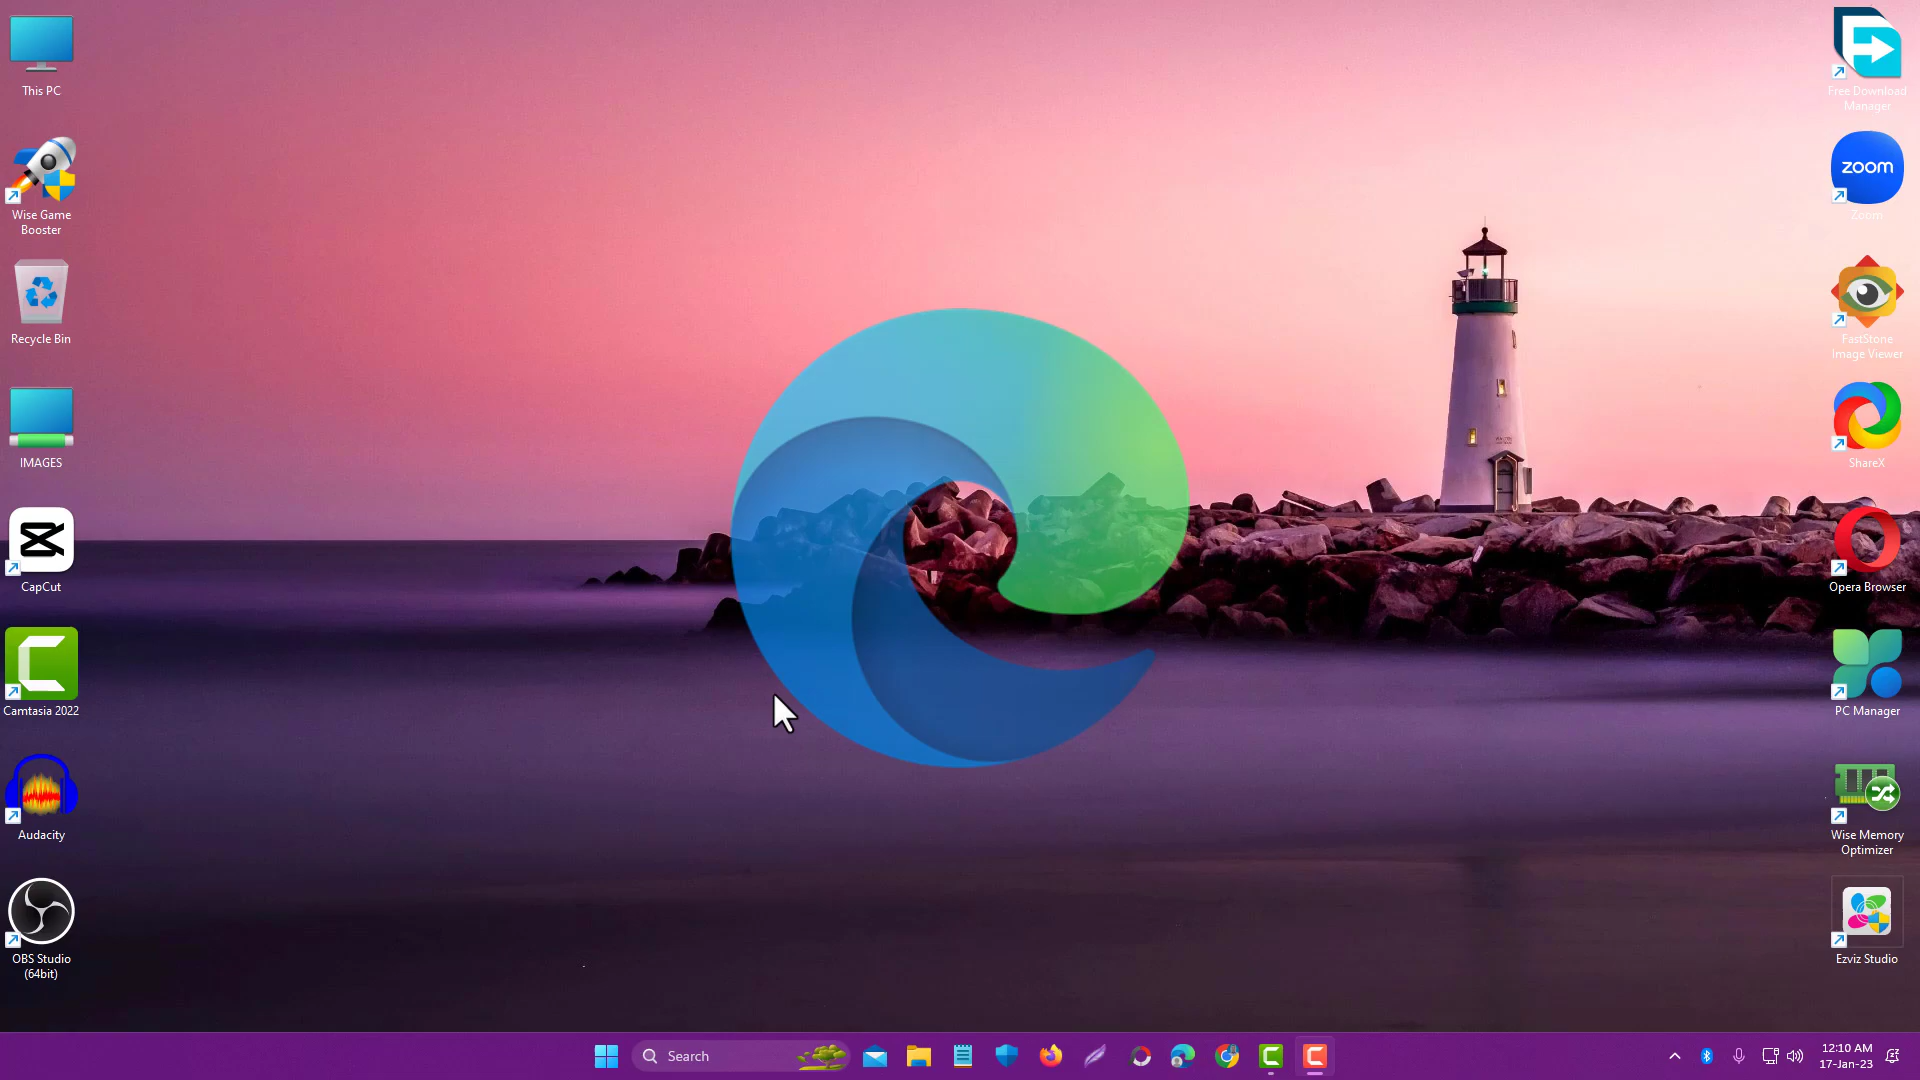 This PC
Wise Game
Booster
Recycle Bin
IMAGES
CapCut
Camtasia 2022
Audacity
OBS Studio
(64bit)
Free Download
Manager
zoom
Zoom
FastStone
Image Viewer
ShareX
Opera Browser
PC Manager
Wise Memory
Optimizer
Ezviz Studio
Search
12:10 AM
17-Jan-23